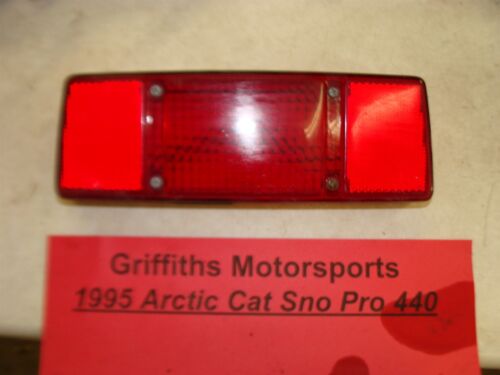 Griffiths Motorsports
1995 Arctic Cat Sno Pro 440